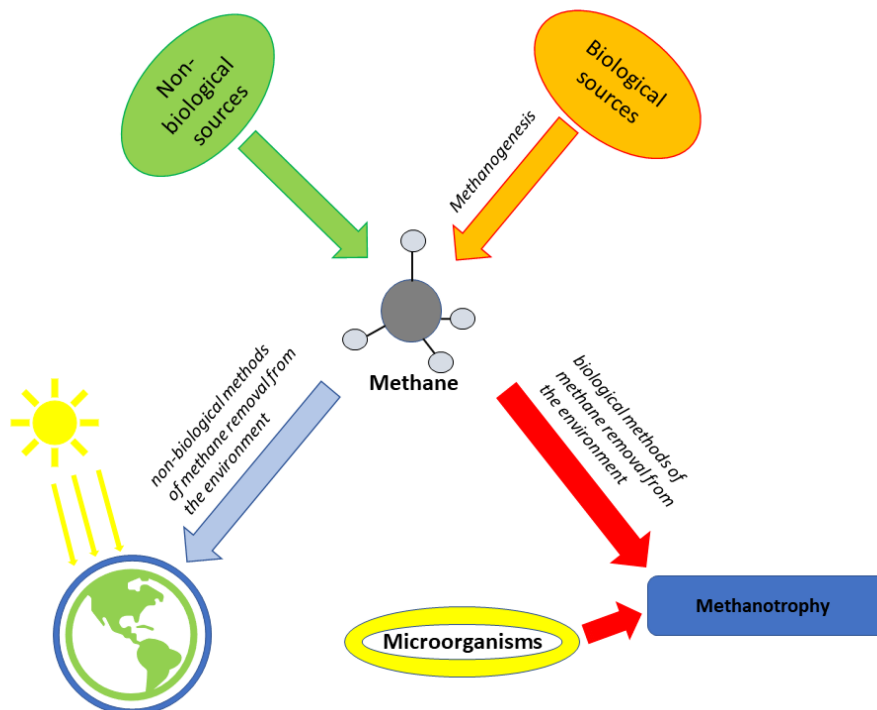 Non-
biological
sources
Biological
sources
Methanogenesis
Methane
non-biological methods
of methane removal from
the environment
biological methods of
methane removal from
the environment
Microorganisms
Methanotrophy